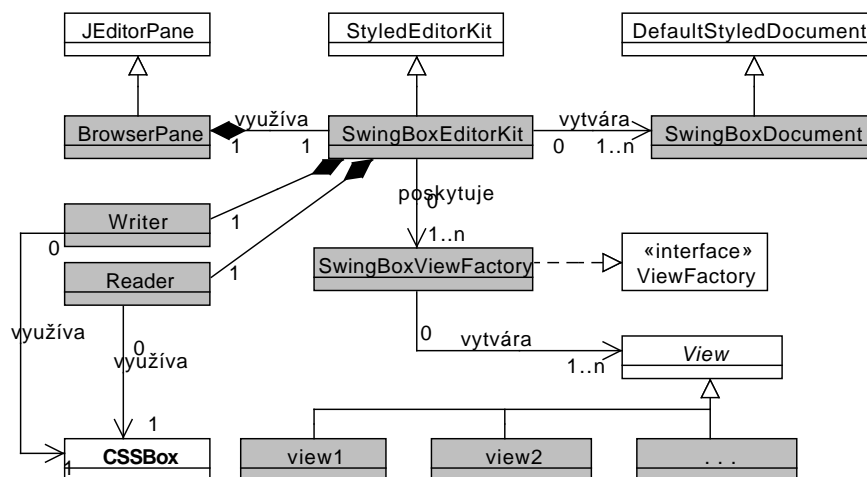 JEditorPane
StyledEditorKit
DefaultStyledDocument
BrowserPane
využíva
1
1
SwingBoxEditorKit
vytvára
0
1..n
SwingBoxDocument
poskytuje
0
1..n
Writer
0
1
Reader
1
SwingBoxViewFactory
«interface»
ViewFactory
využíva
0
využíva
1
1
CSSBox
0
vytvára
1..n
View
view1
view2
...